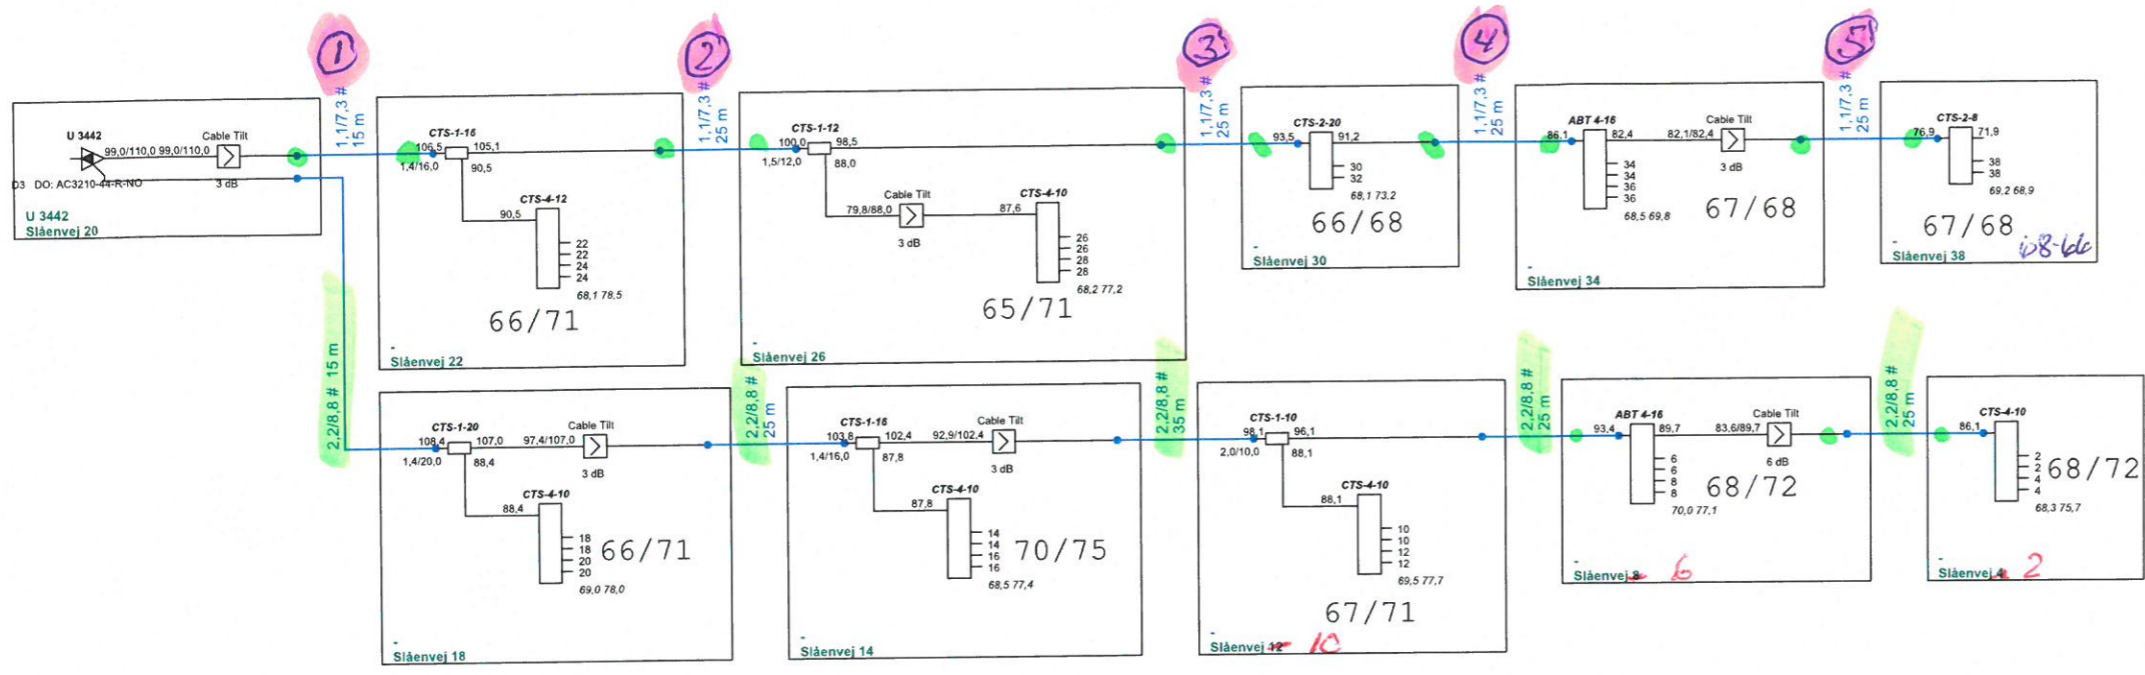 1
1,1/7,3 #
15 m
2
1,1/7,3 #
25 m
3
1,1/7,3 #
25 m
4
1,1/7,3 #
25 m
5
1,1/7,3 #
25 m
U 3442
99,0/110,0 99,0/110,0
Cable Tilt
3 dB
D3 DO: AC3210-44-R-NO
U 3442
Slåenvej 20
CTS-1-16
106,5
105,1
1,4/16,0
90,5
CTS-4-12
90,5
22
22
24
24
68,1 78,5
66/71
-
Slåenvej 22
CTS-1-12
100,0
98,5
1,5/12,0
88,0
Cable Tilt
79,8/88,0
3 dB
CTS-4-10
87,6
26
26
28
28
68,2 77,2
65/71
-
Slåenvej 26
CTS-2-20
93,5
91,2
30
32
68,1 73,2
66/68
-
Slåenvej 30
ABT 4-16
86,1
82,4
82,1/82,4
Cable Tilt
3 dB
34
34
36
36
68,5 69,8
67/68
-
Slåenvej 34
CTS-2-8
76,9
71,9
38
38
69,2 68,9
67/68
-
Slåenvej 38
2,2/8,8 # 15 m
CTS-1-20
108,4
107,0
97,4/107,0
Cable Tilt
3 dB
1,4/20,0
88,4
CTS-4-10
88,4
18
18
20
20
66/71
69,0 78,0
-
Slåenvej 18
2,2/8,8 #
25 m
CTS-1-16
103,8
102,4
92,9/102,4
Cable Tilt
3 dB
1,4/16,0
87,8
CTS-4-10
87,8
14
14
16
16
70/75
68,5 77,4
-
Slåenvej 14
2,2/8,8 #
35 m
CTS-1-10
98,1
96,1
2,0/10,0
88,1
CTS-4-10
88,1
10
10
12
12
69,5 77,7
67/71
-
Slåenvej 12 10
2,2/8,8 #
25 m
ABT 4-16
93,4
89,7
83,6/89,7
Cable Tilt
6 dB
6
6
8
8
68/72
70,0 77,1
-
Slåenvej 8 6
2,2/8,8 #
25 m
CTS-4-10
86,1
2
2
4
4
68/72
68,3 75,7
-
Slåenvej 4 2